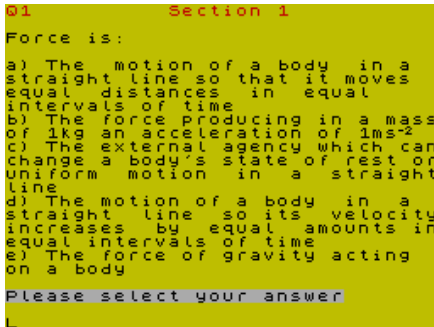 Q1 Section 1
Force is:
a) The motion of a body in a
straight line so that it moves
equal distances in equal
intervals of time
b) The force producing in a mass
of 1kg an acceleration of 1ms⁻²
c) The external agency which can
change a body's state of rest or
uniform motion in a straight
line
d) The motion of a body in a
straight line so its velocity
increases by equal amounts in
equal intervals of time
e) The force of gravity acting
on a body
Please select your answer
L